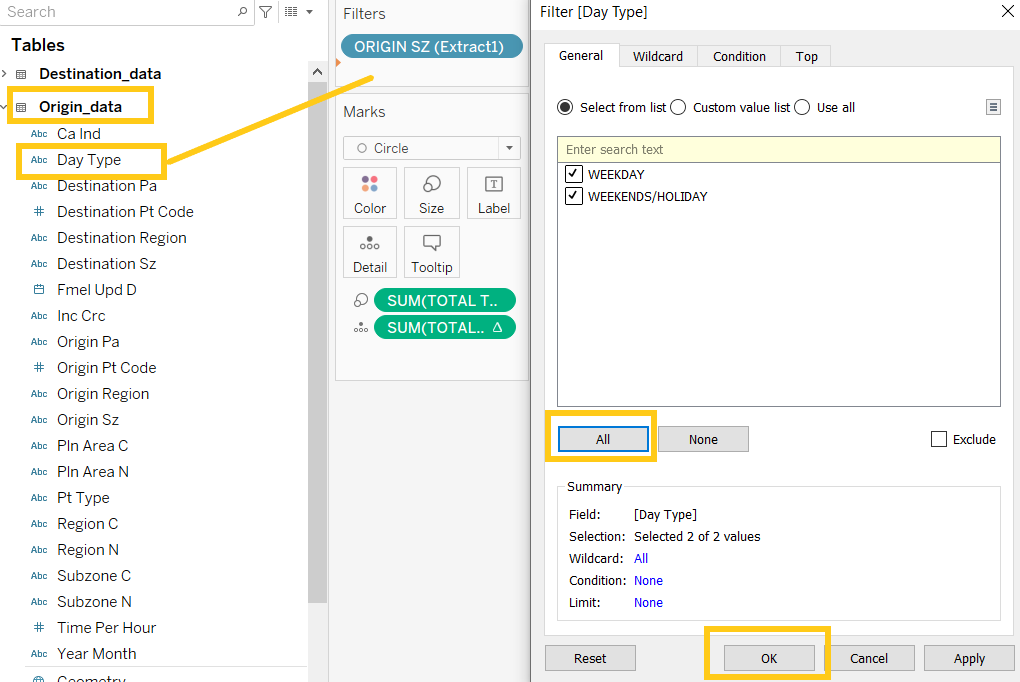 Search
Tables
Destination_data
Origin_data
Abc Ca Ind
Abc Day Type
Abc Destination Pa
# Destination Pt Code
Abc Destination Region
Abc Destination Sz
Fmel Upd D
Abc Inc Crc
Abc Origin Pa
# Origin Pt Code
Abc Origin Region
Abc Origin Sz
Abc Pln Area C
Abc Pln Area N
Abc Pt Type
Abc Region C
Abc Region N
Abc Subzone C
Abc Subzone N
# Time Per Hour
Abc Year Month
Geometry
Filters
ORIGIN SZ (Extract1)
Marks
Circle
Color Size Label
Detail Tooltip
SUM(TOTAL T..
SUM(TOTAL.. Δ
Filter [Day Type]
General Wildcard Condition Top
Select from list Custom value list Use all
Enter search text
WEEKDAY
WEEKENDS/HOLIDAY
All None Exclude
Summary
Field: [Day Type]
Selection: Selected 2 of 2 values
Wildcard: All
Condition: None
Limit: None
Reset OK Cancel Apply